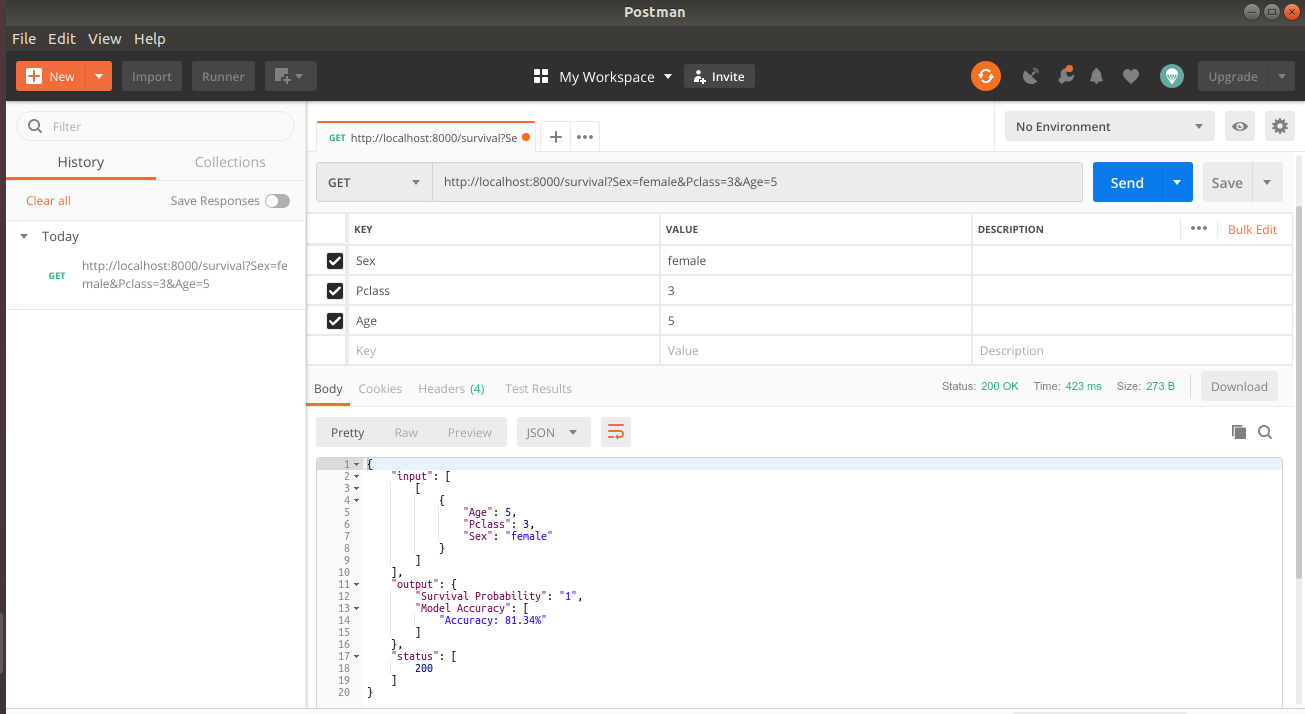 Postman
File Edit View Help
New Import Runner My Workspace Invite Upgrade
Filter
History Collections
Clear all Save Responses
Today
GET http://localhost:8000/survival?Sex=fe
male&Pclass=3&Age=5
GET http://localhost:8000/survival?Se
No Environment
GET http://localhost:8000/survival?Sex=female&Pclass=3&Age=5 Send Save
KEY VALUE DESCRIPTION Bulk Edit
Sex female
Pclass 3
Age 5
Key Value Description
Body Cookies Headers (4) Test Results Status: 200 OK Time: 423 ms Size: 273 B Download
Pretty Raw Preview JSON
1 {
2 "input": [
3 [
4 {
5 "Age": 5,
6 "Pclass": 3,
7 "Sex": "female"
8 }
9 ]
10 ],
11 "output": {
12 "Survival Probability": "1",
13 "Model Accuracy": [
14 "Accuracy: 81.34%"
15 ]
16 },
17 "status": [
18 200
19 ]
20 }